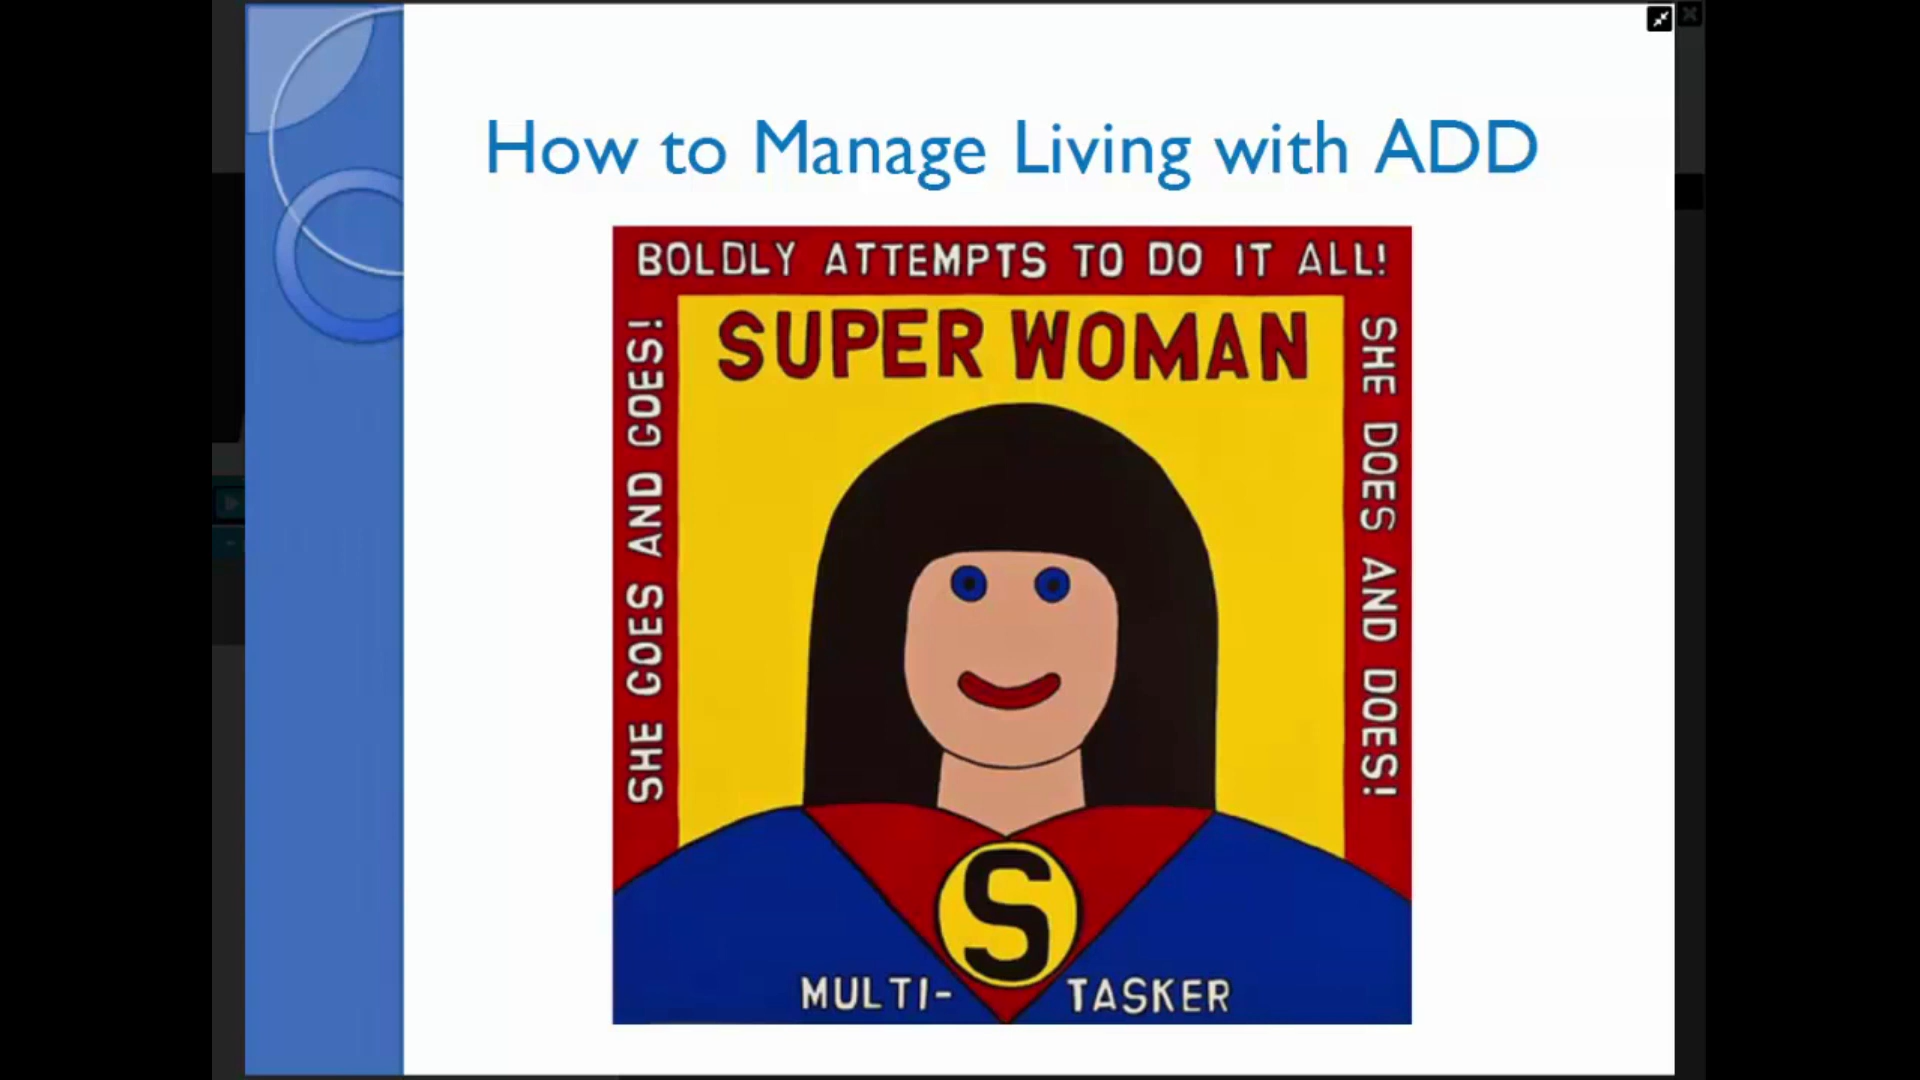 How to Manage Living with ADD
BOLDLY ATTEMPTS TO DO IT ALL!
SUPER WOMAN
SHE GOES AND GOES!
SHE DOES AND DOES!
S
MULTI-TASKER